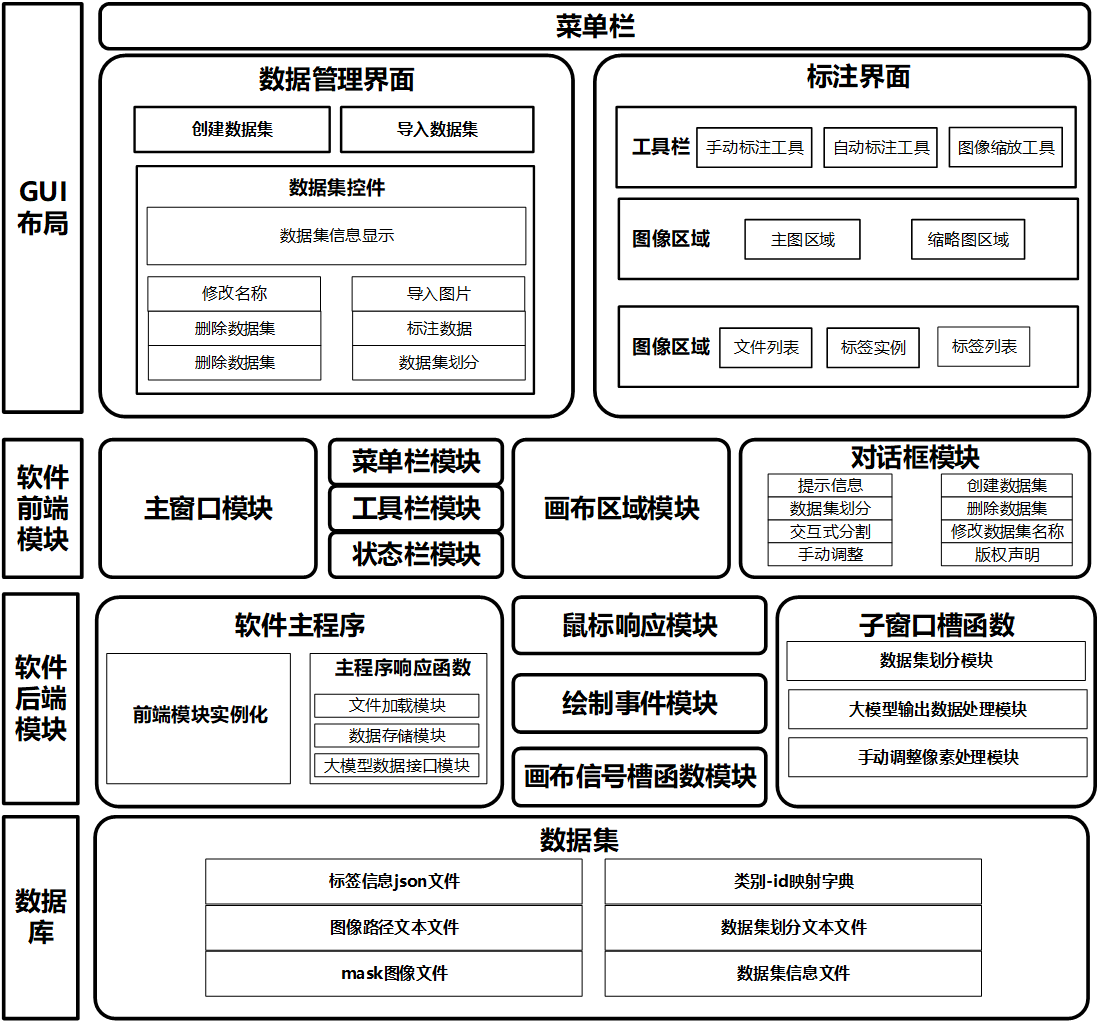 GUI
布局
菜单栏
数据管理界面
创建数据集
导入数据集
数据集控件
数据集信息显示
修改名称
导入图片
删除数据集
标注数据
删除数据集
数据集划分
标注界面
工具栏
手动标注工具
自动标注工具
图像缩放工具
图像区域
主图区域
缩略图区域
图像区域
文件列表
标签实例
标签列表
软件
前端
模块
主窗口模块
菜单栏模块
工具栏模块
状态栏模块
画布区域模块
对话框模块
提示信息
创建数据集
数据集划分
删除数据集
交互式分割
修改数据集名称
手动调整
版权声明
软件
后端
模块
软件主程序
前端模块实例化
主程序响应函数
文件加载模块
数据存储模块
大模型数据接口模块
鼠标响应模块
绘制事件模块
画布信号槽函数模块
子窗口槽函数
数据集划分模块
大模型输出数据处理模块
手动调整像素处理模块
数据
库
数据集
标签信息json文件
类别-id映射字典
图像路径文本文件
数据集划分文本文件
mask图像文件
数据集信息文件